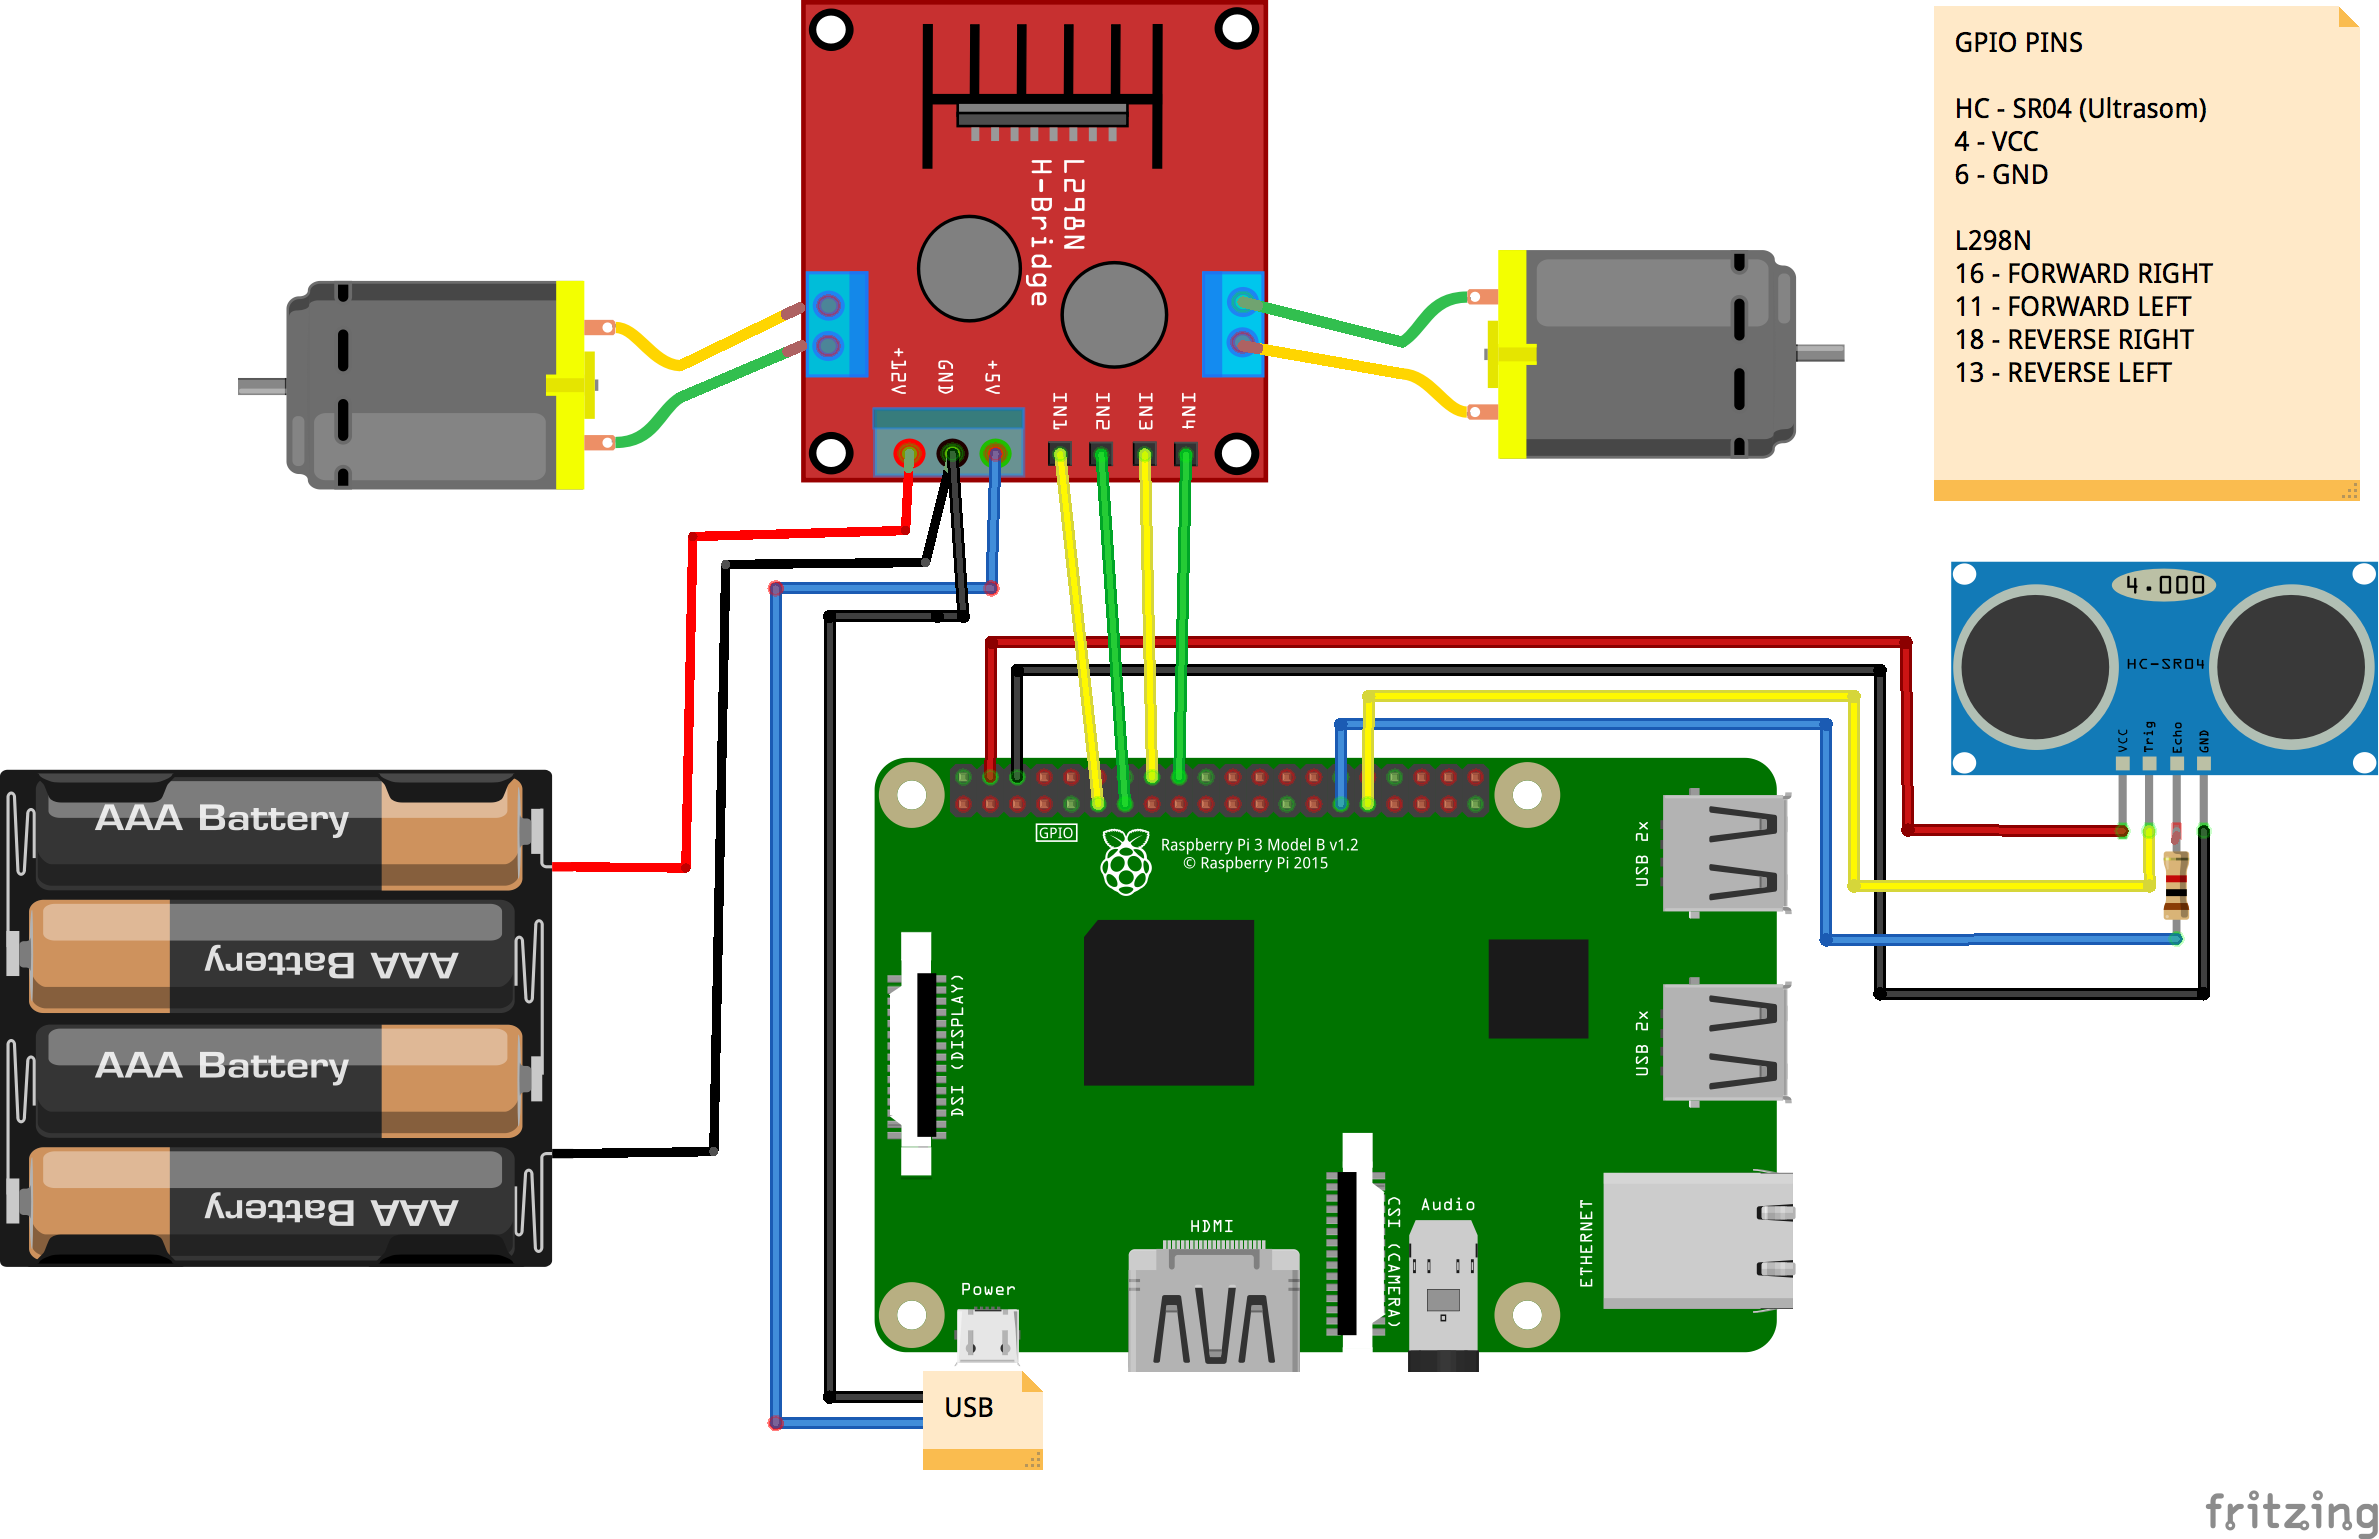 GPIO PINS
HC - SR04 (Ultrasom)
4 - VCC
6 - GND
L298N
16 - FORWARD RIGHT
11 - FORWARD LEFT
18 - REVERSE RIGHT
13 - REVERSE LEFT
L298N
H-Bridge
+12V
GND
+5V
IN1
IN2
IN3
IN4
4.000
HC-SR04
VCC
Trig
Echo
GND
AAA Battery
AAA Battery
AAA Battery
AAA Battery
GPIO
Raspberry Pi 3 Model B v1.2
© Raspberry Pi 2015
USB 2x
USB 2x
DSI (DISPLAY)
CSI (CAMERA)
Audio
HDMI
ETHERNET
Power
USB
fritzing